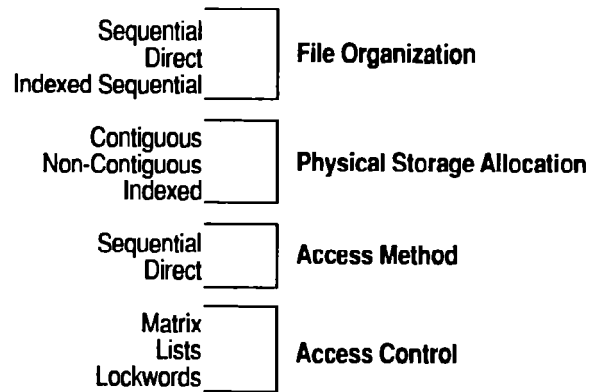 Sequential
Direct
Indexed Sequential
File Organization
Contiguous
Non-Contiguous
Indexed
Physical Storage Allocation
Sequential
Direct
Access Method
Matrix
Lists
Lockwords
Access Control